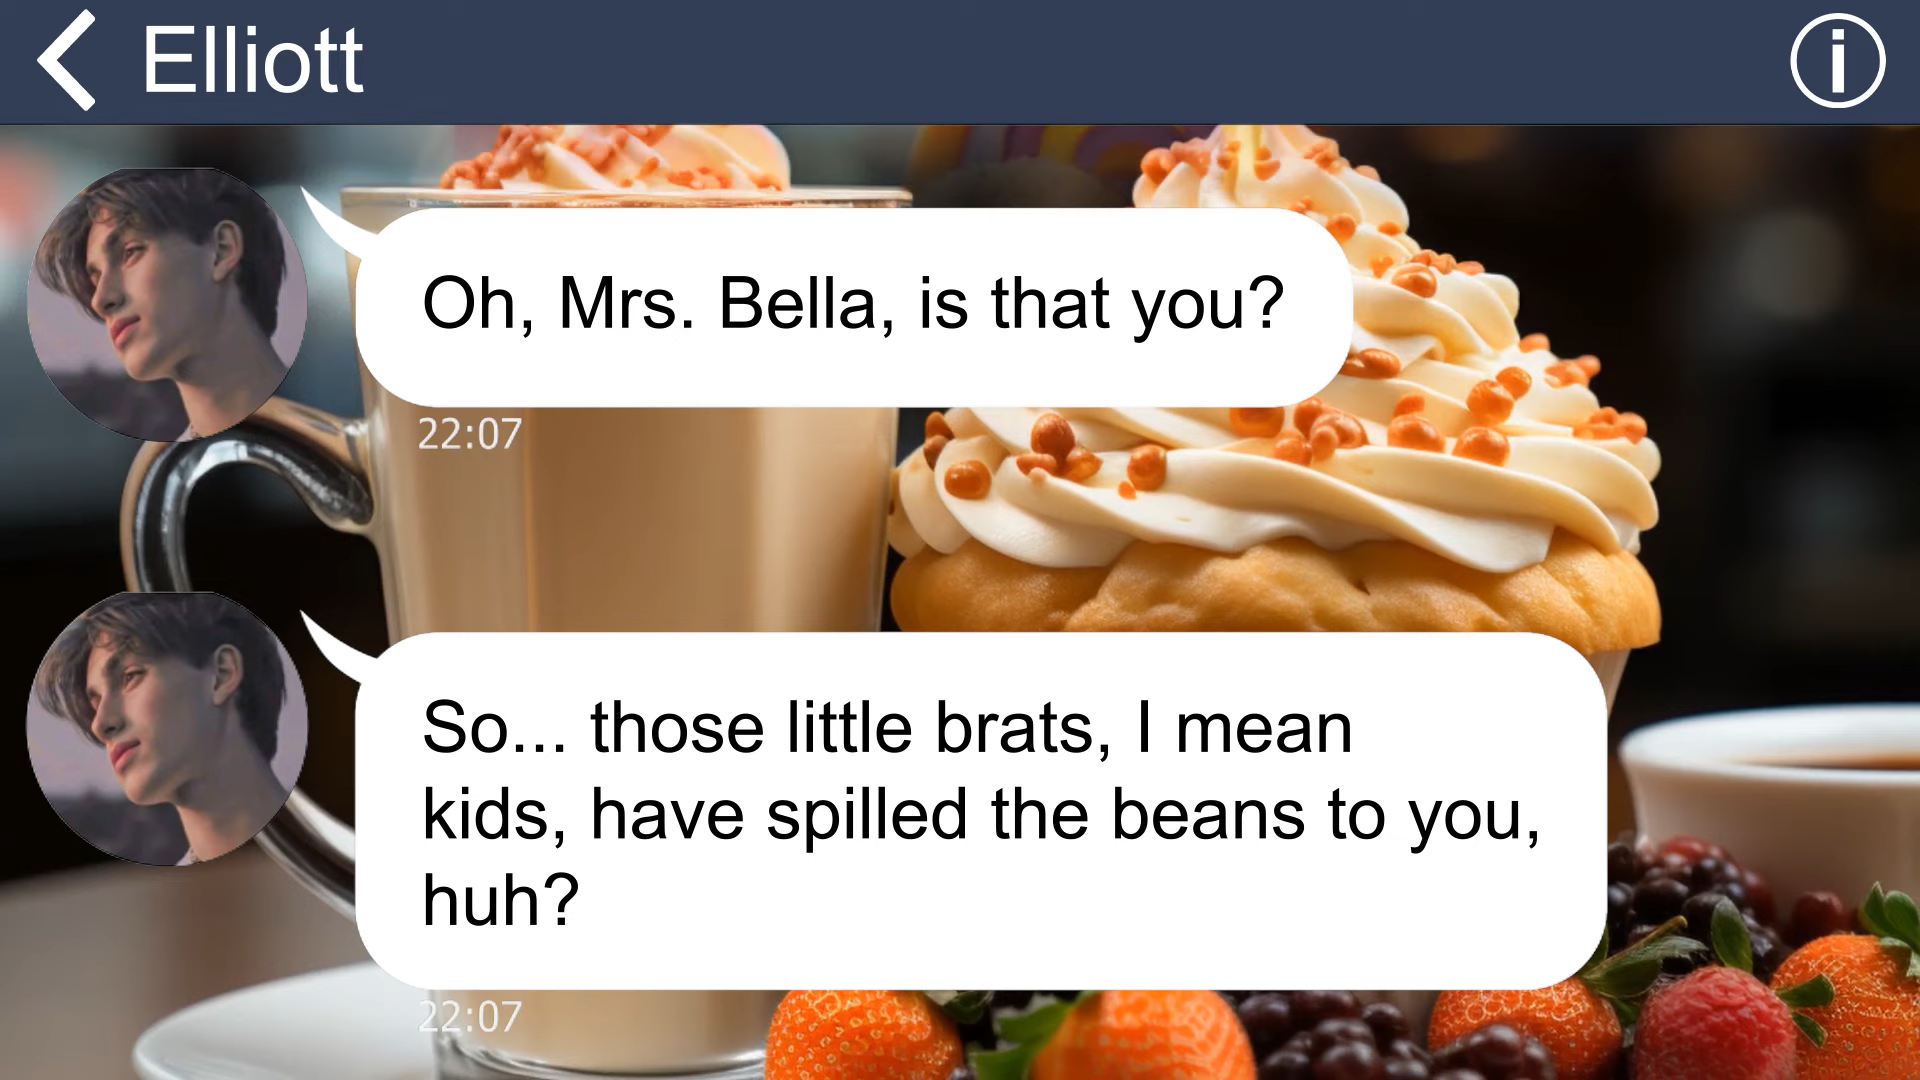 Elliott
Oh, Mrs. Bella, is that you?
22:07
So... those little brats, I mean
kids, have spilled the beans to you,
huh?
22:07